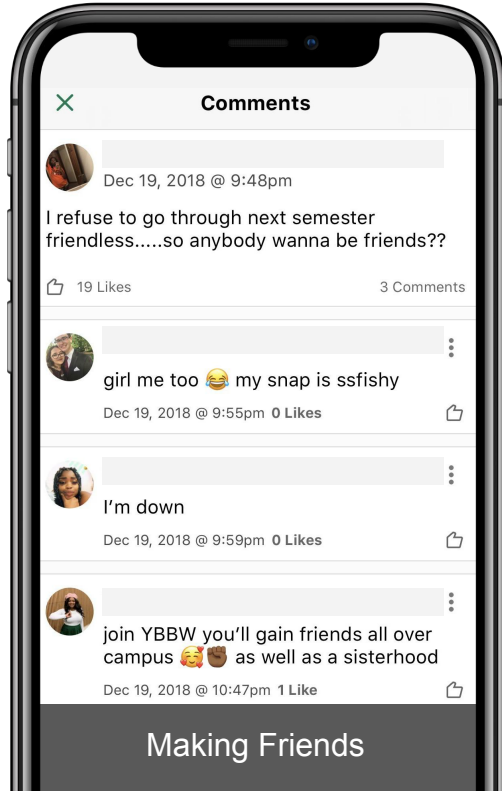 Comments
Dec 19, 2018 @ 9:48pm
I refuse to go through next semester
friendless.....so anybody wanna be friends??
19 Likes 3 Comments
girl me too 😂 my snap is ssfishy
Dec 19, 2018 @ 9:55pm 0 Likes
I'm down
Dec 19, 2018 @ 9:59pm 0 Likes
join YBBW you'll gain friends all over
campus 🥰✊🏾 as well as a sisterhood
Dec 19, 2018 @ 10:47pm 1 Like
Making Friends